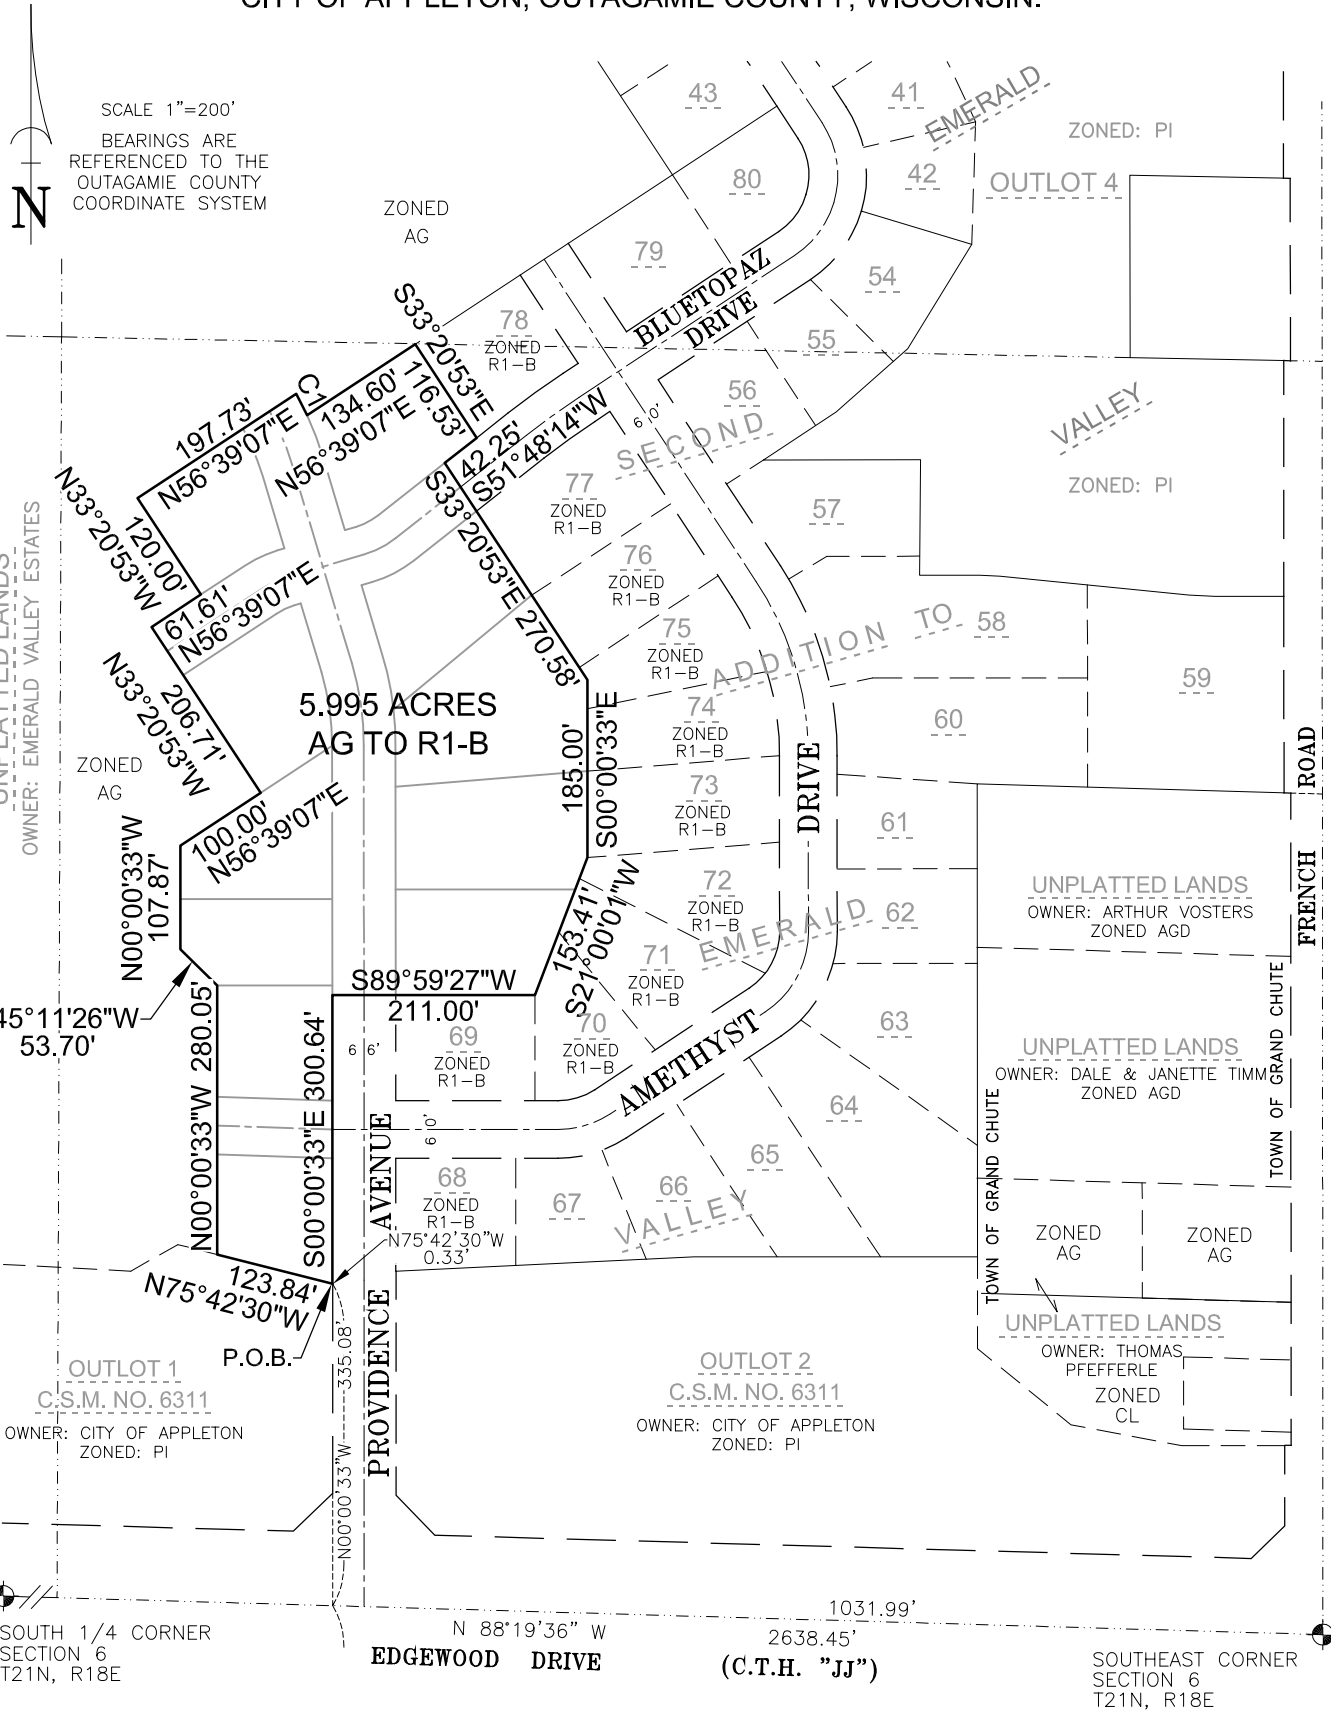 CITY OF APPLETON, OUTAGAMIE COUNTY, WISCONSIN.
SCALE 1"=200'
BEARINGS ARE
REFERENCED TO THE
OUTAGAMIE COUNTY
COORDINATE SYSTEM
N
ZONED
AG
43
41
EMERALD
ZONED: PI
80
42
OUTLOT 4
79
54
BLUETOPAZ
DRIVE
78
ZONED
R1-B
55
56
S33°20'53"E
116.53'
C1
134.60'
N56°39'07"E
197.73'
N56°39'07"E
42.25'
S51°48'14"W
6 0'
SECOND
VALLEY
ZONED: PI
N33°20'53"W
120.00'
S33°20'53"E 270.58'
77
ZONED
R1-B
57
76
ZONED
R1-B
61.61'
N56°39'07"E
UNPLATTED LANDS
OWNER: EMERALD VALLEY ESTATES
75
ZONED
R1-B
ADDITION TO
58
59
N33°20'53"W
206.71'
5.995 ACRES
AG TO R1-B
185.00'
S00°00'33"E
74
ZONED
R1-B
60
DRIVE
ROAD
ZONED
AG
73
ZONED
R1-B
61
100.00'
N56°39'07"E
N00°00'33"W
107.87'
72
ZONED
R1-B
62
EMERALD
UNPLATTED LANDS
OWNER: ARTHUR VOSTERS
ZONED AGD
FRENCH
153.41'
S21°00'01"W
71
ZONED
R1-B
S89°59'27"W
211.00'
45°11'26"W
53.70'
N00°00'33"W 280.05'
S00°00'33"E 300.64'
6 6'
69
ZONED
R1-B
70
ZONED
R1-B
AMETHYST
63
UNPLATTED LANDS
OWNER: DALE & JANETTE TIMM
ZONED AGD
TOWN OF GRAND CHUTE
TOWN OF GRAND CHUTE
64
65
66
67
68
ZONED
R1-B
6 0'
AVENUE
VALLEY
N75°42'30"W
0.33'
ZONED
AG
ZONED
AG
123.84'
N75°42'30"W
P.O.B.
UNPLATTED LANDS
OWNER: THOMAS
PFEFFERLE
ZONED
CL
OUTLOT 1
C.S.M. NO. 6311
OWNER: CITY OF APPLETON
ZONED: PI
N00°00'33"W 335.08'
PROVIDENCE
OUTLOT 2
C.S.M. NO. 6311
OWNER: CITY OF APPLETON
ZONED: PI
SOUTH 1/4 CORNER
SECTION 6
T21N, R18E
N 88°19'36" W
1031.99'
2638.45'
EDGEWOOD DRIVE
(C.T.H. "JJ")
SOUTHEAST CORNER
SECTION 6
T21N, R18E